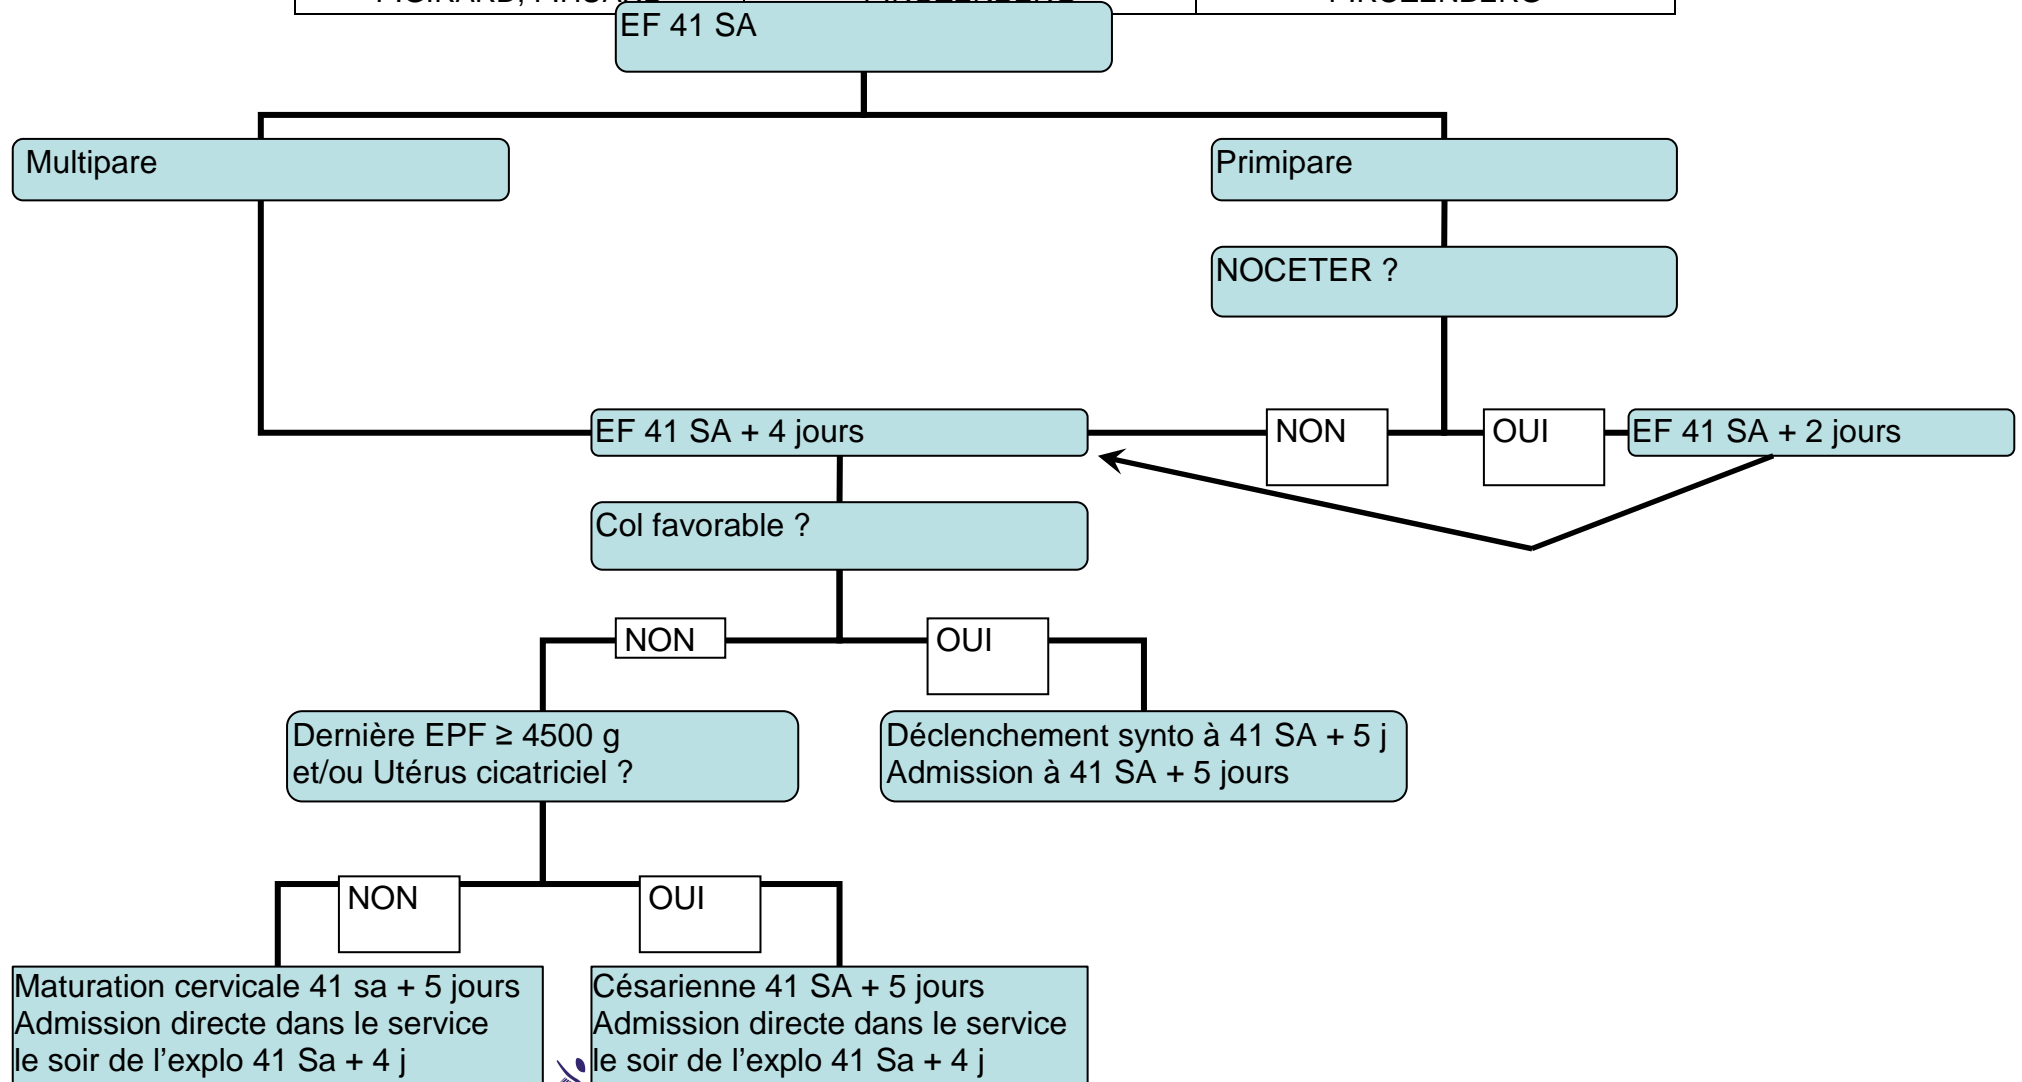 EF 41 SA
Multipare
Primipare
NOCETER ?
EF 41 SA + 4 jours
NON
OUI
EF 41 SA + 2 jours
Col favorable ?
NON
OUI
Dernière EPF ≥ 4500 g
et/ou Utérus cicatriciel ?
Déclenchement synto à 41 SA + 5 j
Admission à 41 SA + 5 jours
NON
OUI
Maturation cervicale 41 sa + 5 jours
Admission directe dans le service
le soir de l'explo 41 Sa + 4 j
Césarienne 41 SA + 5 jours
Admission directe dans le service
le soir de l'explo 41 Sa + 4 j